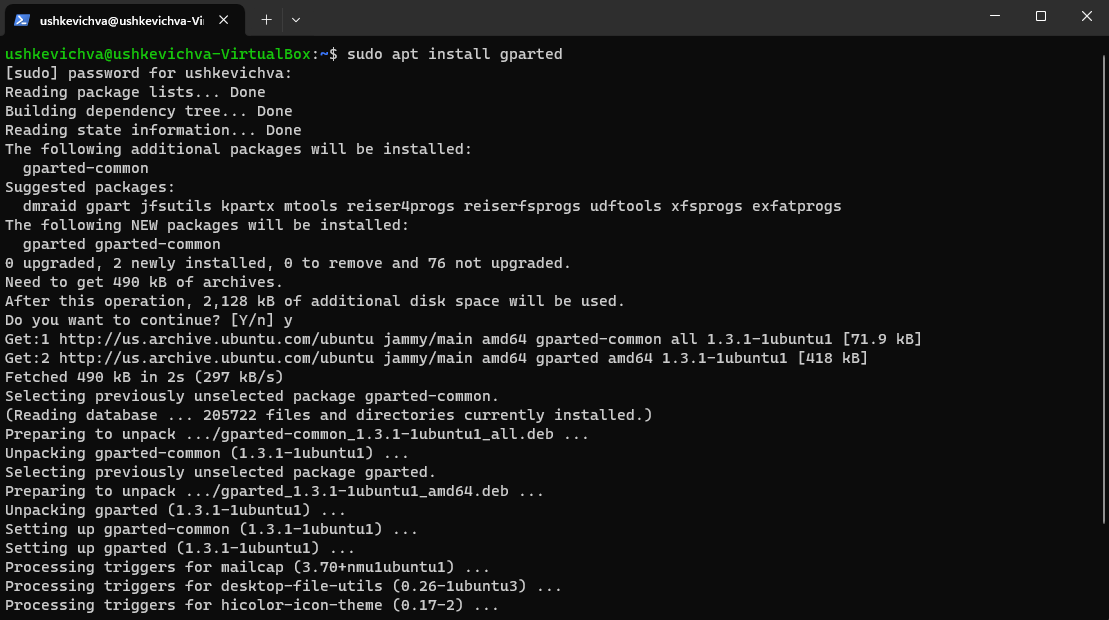 ushkevichva@ushkevichva-Vi
ushkevichva@ushkevichva-VirtualBox:~$ sudo apt install gparted
[sudo] password for ushkevichva:
Reading package lists... Done
Building dependency tree... Done
Reading state information... Done
The following additional packages will be installed:
  gparted-common
Suggested packages:
  dmraid gpart jfsutils kpartx mtools reiser4progs reiserfsprogs udftools xfsprogs exfatprogs
The following NEW packages will be installed:
  gparted gparted-common
0 upgraded, 2 newly installed, 0 to remove and 76 not upgraded.
Need to get 490 kB of archives.
After this operation, 2,128 kB of additional disk space will be used.
Do you want to continue? [Y/n] y
Get:1 http://us.archive.ubuntu.com/ubuntu jammy/main amd64 gparted-common all 1.3.1-1ubuntu1 [71.9 kB]
Get:2 http://us.archive.ubuntu.com/ubuntu jammy/main amd64 gparted amd64 1.3.1-1ubuntu1 [418 kB]
Fetched 490 kB in 2s (297 kB/s)
Selecting previously unselected package gparted-common.
(Reading database ... 205722 files and directories currently installed.)
Preparing to unpack .../gparted-common_1.3.1-1ubuntu1_all.deb ...
Unpacking gparted-common (1.3.1-1ubuntu1) ...
Selecting previously unselected package gparted.
Preparing to unpack .../gparted_1.3.1-1ubuntu1_amd64.deb ...
Unpacking gparted (1.3.1-1ubuntu1) ...
Setting up gparted-common (1.3.1-1ubuntu1) ...
Setting up gparted (1.3.1-1ubuntu1) ...
Processing triggers for mailcap (3.70+nmu1ubuntu1) ...
Processing triggers for desktop-file-utils (0.26-1ubuntu3) ...
Processing triggers for hicolor-icon-theme (0.17-2) ...